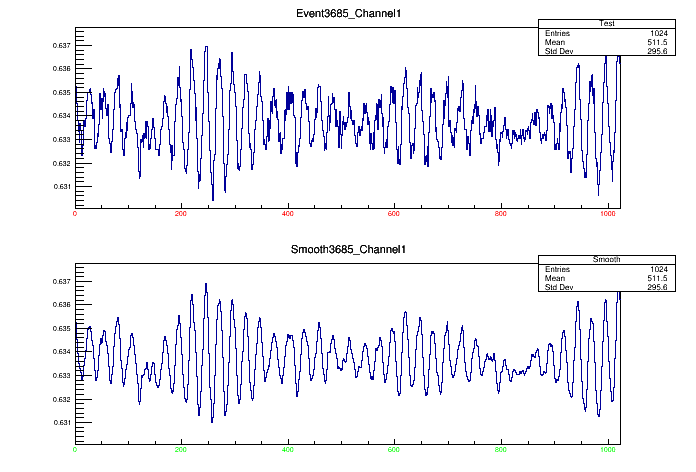 Event3685_Channel1
Test
Entries 1024
Mean 511.5
Std Dev 295.6
0.637
0.636
0.635
0.634
0.633
0.632
0.631
0 200 400 600 800 1000
Smooth3685_Channel1
Smooth
Entries 1024
Mean 511.5
Std Dev 295.6
0.637
0.636
0.635
0.634
0.633
0.632
0.631
0 200 400 600 800 1000